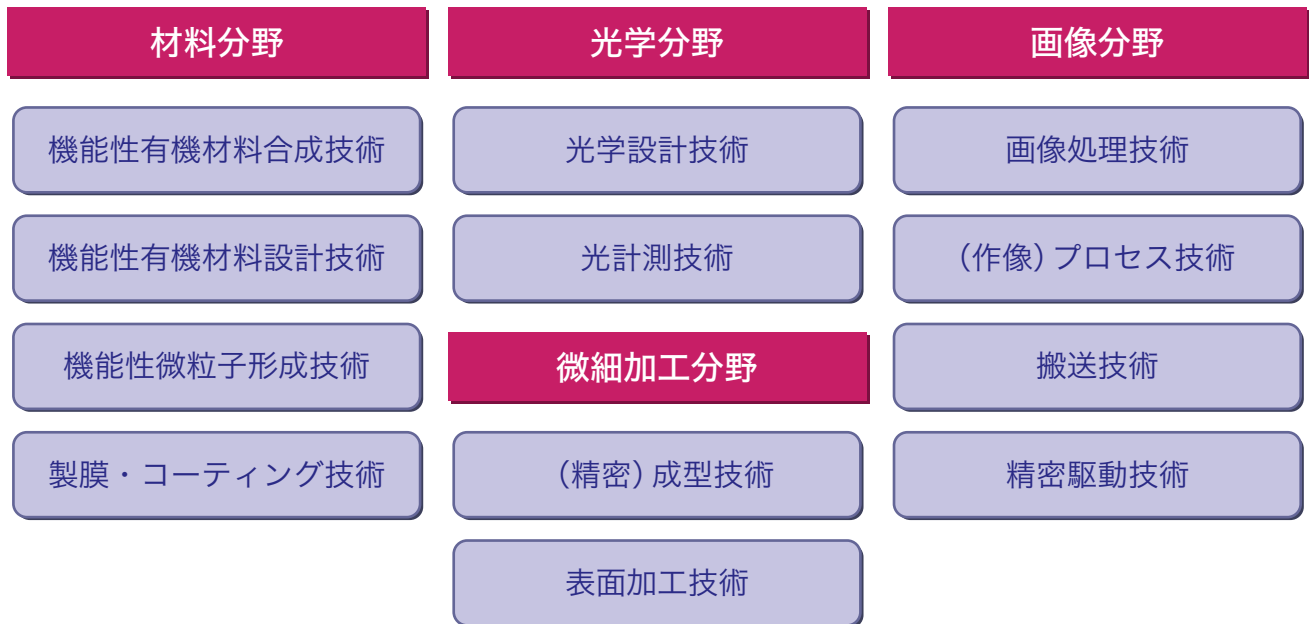 材料分野
機能性有機材料合成技術
機能性有機材料設計技術
機能性微粒子形成技術
製膜・コーティング技術
光学分野
光学設計技術
光計測技術
微細加工分野
（精密）成型技術
表面加工技術
画像分野
画像処理技術
（作像）プロセス技術
搬送技術
精密駆動技術